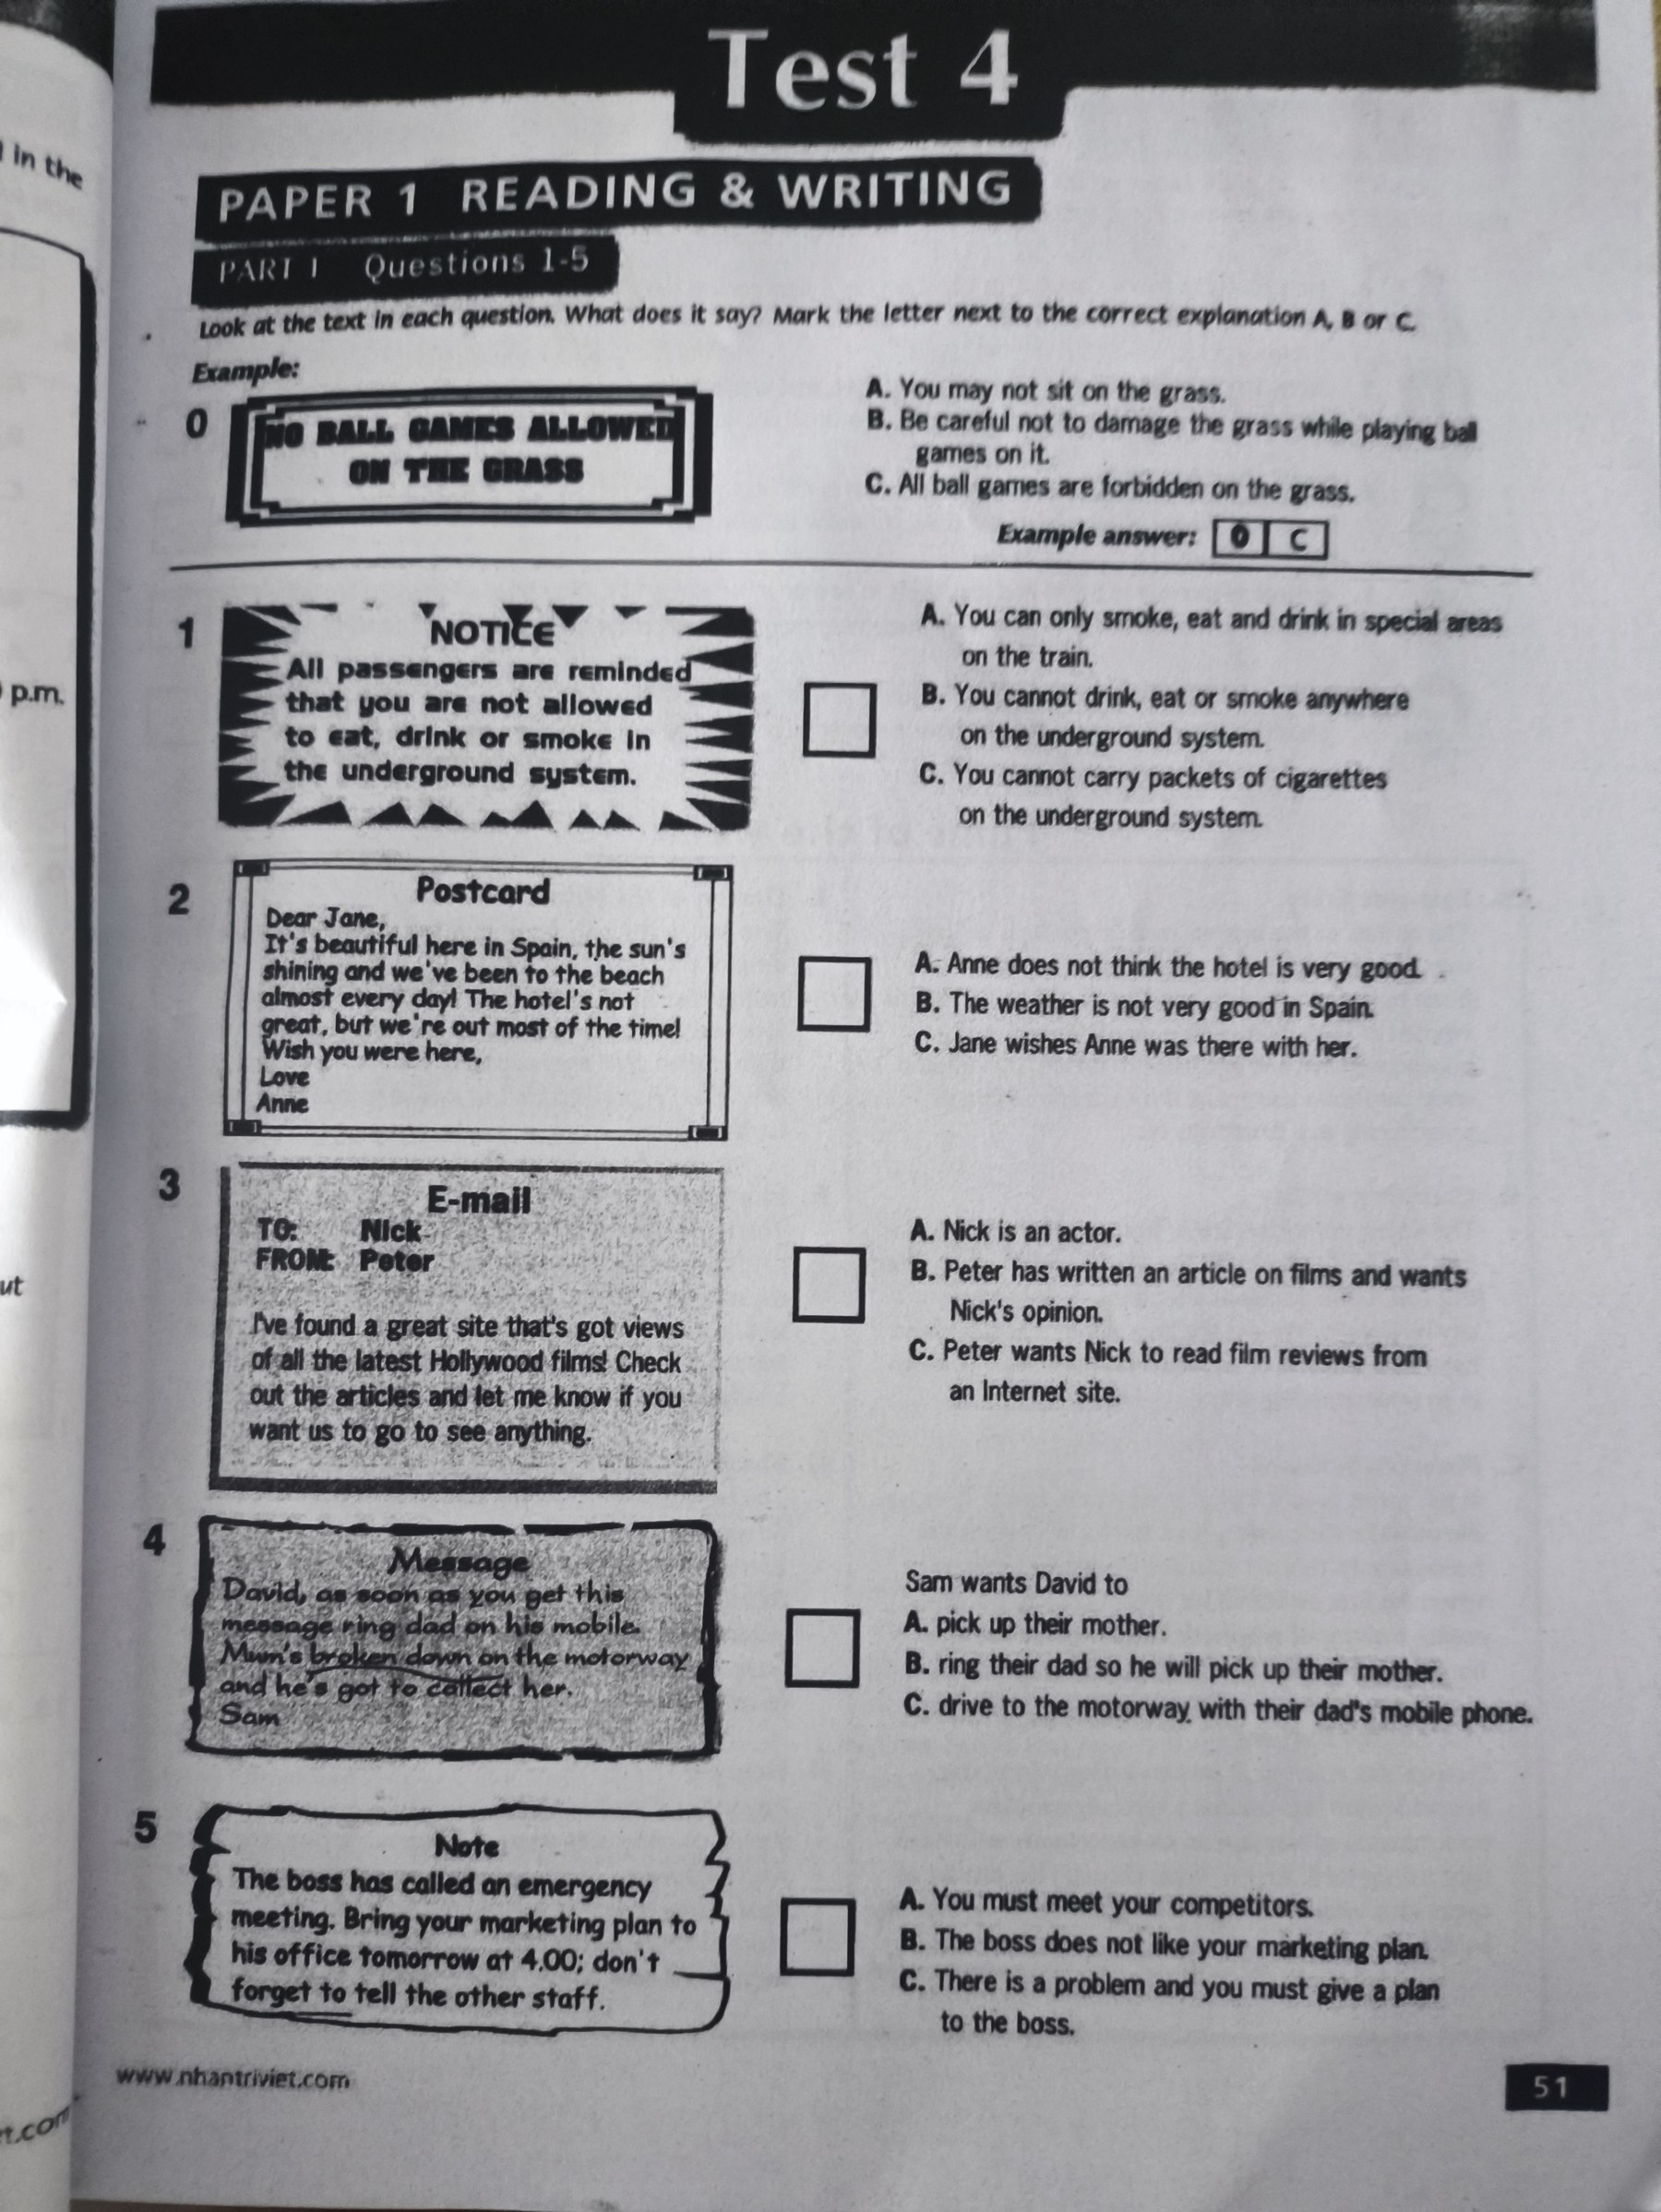 Test 4
in the
p.m.
ut
t.com
PAPER 1 READING & WRITING
PART 1 Questions 1-5
Look at the text in each question. What does it say? Mark the letter next to the correct explanation A, B or C.
Example:
0
NO BALL GAMES ALLOWED
ON THE GRASS
A. You may not sit on the grass.
B. Be careful not to damage the grass while playing ball
games on it.
C. All ball games are forbidden on the grass.
Example answer: 0 C
1
NOTICE
All passengers are reminded
that you are not allowed
to eat, drink or smoke in
the underground system.
A. You can only smoke, eat and drink in special areas
on the train.
B. You cannot drink, eat or smoke anywhere
on the underground system.
C. You cannot carry packets of cigarettes
on the underground system.
2
Postcard
Dear Jane,
It's beautiful here in Spain, the sun's
shining and we've been to the beach
almost every day! The hotel's not
great, but we're out most of the time!
Wish you were here,
Love
Anne
A. Anne does not think the hotel is very good.
B. The weather is not very good in Spain.
C. Jane wishes Anne was there with her.
3
E-mail
TO: Nick
FROM: Peter
I've found a great site that's got views
of all the latest Hollywood films! Check
out the articles and let me know if you
want us to go to see anything.
A. Nick is an actor.
B. Peter has written an article on films and wants
Nick's opinion.
C. Peter wants Nick to read film reviews from
an Internet site.
4
Message
David, as soon as you get this
message ring dad on his mobile.
Mum's broken down on the motorway
and he's got to collect her.
Sam
Sam wants David to
A. pick up their mother.
B. ring their dad so he will pick up their mother.
C. drive to the motorway with their dad's mobile phone.
5
Note
The boss has called an emergency
meeting. Bring your marketing plan to
his office tomorrow at 4.00; don't
forget to tell the other staff.
A. You must meet your competitors.
B. The boss does not like your marketing plan.
C. There is a problem and you must give a plan
to the boss.
www.nhantriviet.com
51